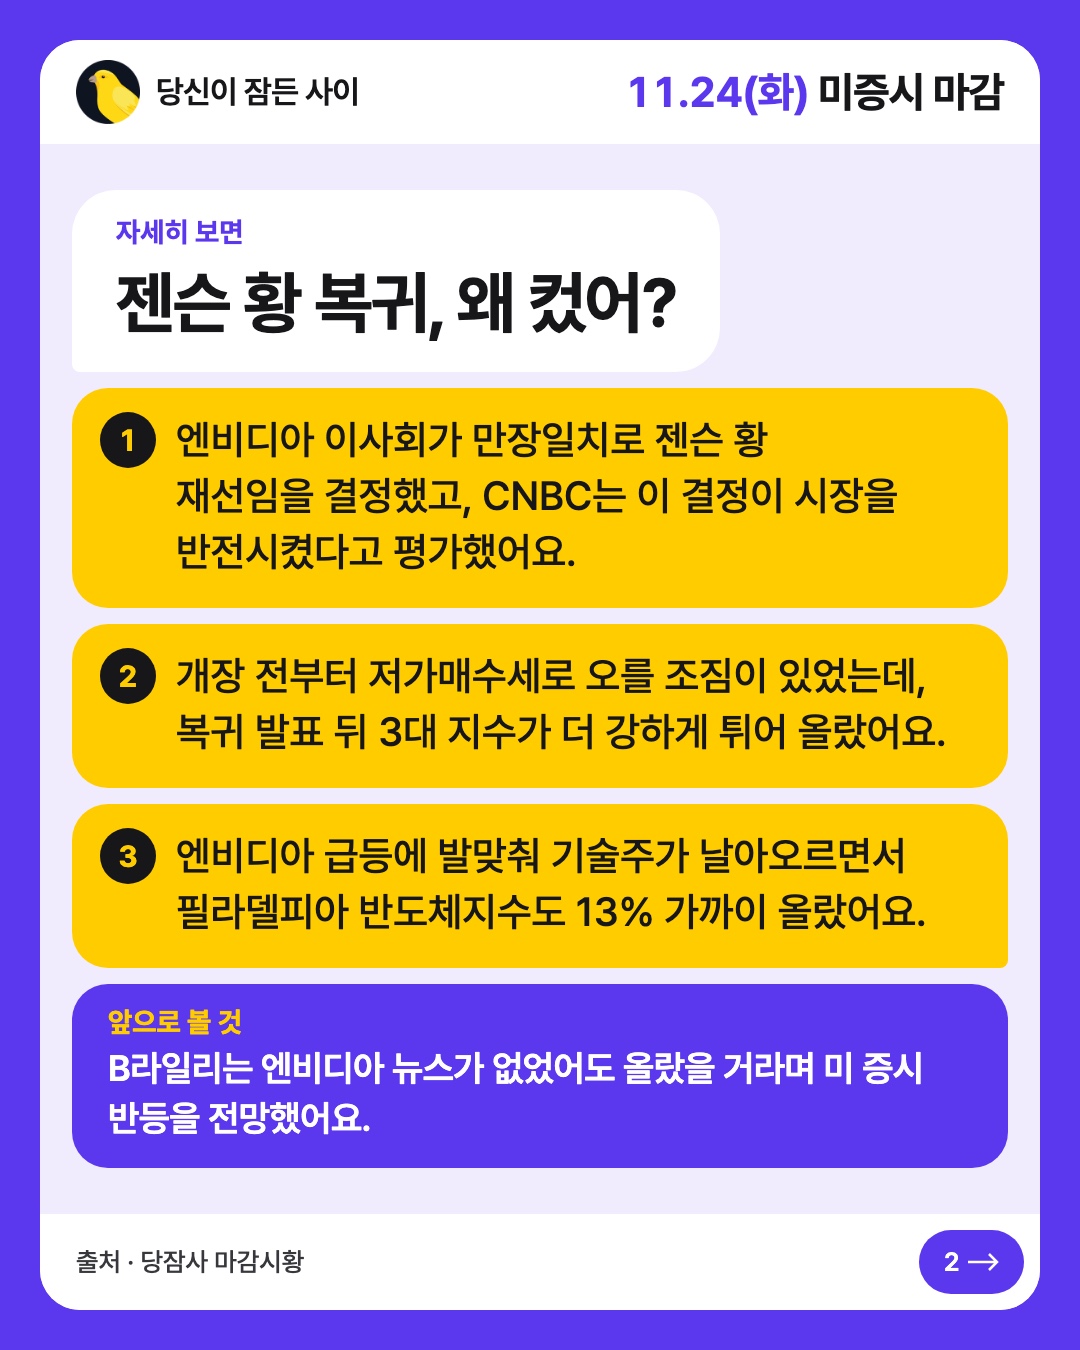 당신이 잠든 사이
11.24(화) 미증시 마감
자세히 보면
젠슨 황 복귀, 왜 컸어?
1 엔비디아 이사회가 만장일치로 젠슨 황
재선임을 결정했고, CNBC는 이 결정이 시장을
반전시켰다고 평가했어요.
2 개장 전부터 저가매수세로 오를 조짐이 있었는데,
복귀 발표 뒤 3대 지수가 더 강하게 튀어 올랐어요.
3 엔비디아 급등에 발맞춰 기술주가 날아오르면서
필라델피아 반도체지수도 13% 가까이 올랐어요.
앞으로 볼 것
B라일리는 엔비디아 뉴스가 없었어도 올랐을 거라며 미 증시
반등을 전망했어요.
출처 · 당잠사 마감시황
2 →